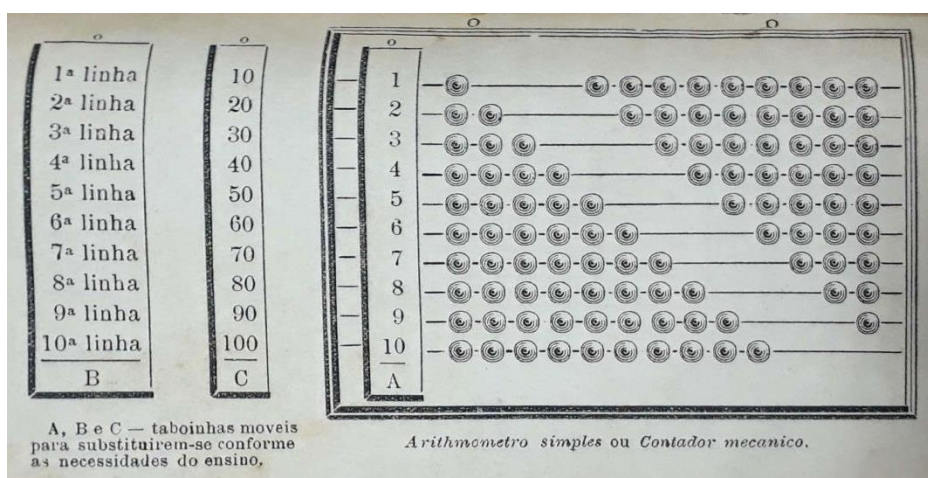 1ª linha
2ª linha
3ª linha
4ª linha
5ª linha
6ª linha
7ª linha
8ª linha
9ª linha
10ª linha
B
10
20
30
40
50
60
70
80
90
100
C
1
2
3
4
5
6
7
8
9
10
A
A, B e C — taboinhas moveis
para substituirem-se conforme
as necessidades do ensino.
Arithmometro simples ou Contador mecanico.